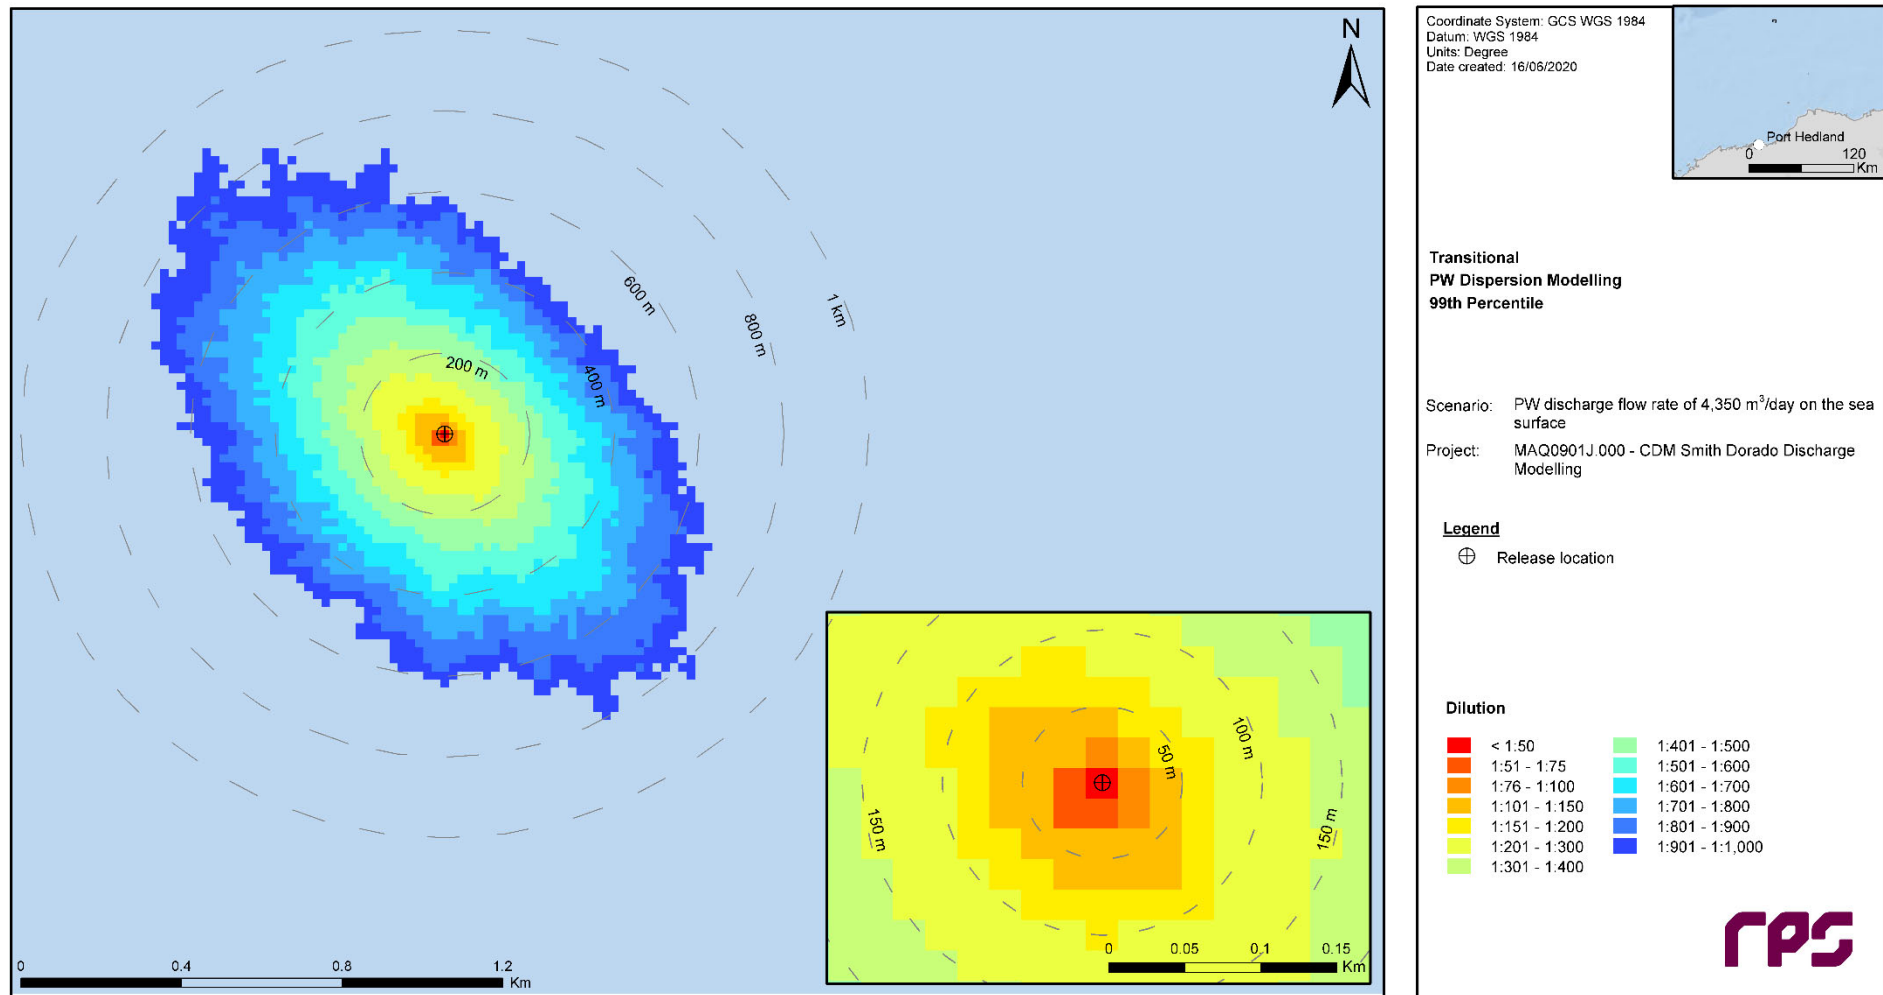 N
1 km
600 m
800 m
200 m
400 m
50 m
100 m
150 m
150 m
0 0.05 0.1 0.15
Km
0 0.4 0.8 1.2
Km
Coordinate System: GCS WGS 1984
Datum: WGS 1984
Units: Degree
Date created: 16/06/2020
Port Hedland
0 120
Km
Transitional
PW Dispersion Modelling
99th Percentile
Scenario: PW discharge flow rate of 4,350 m³/day on the sea
surface
Project: MAQ0901J.000 - CDM Smith Dorado Discharge
Modelling
Legend
Release location
Dilution
< 1:50
1:51 - 1:75
1:76 - 1:100
1:101 - 1:150
1:151 - 1:200
1:201 - 1:300
1:301 - 1:400
1:401 - 1:500
1:501 - 1:600
1:601 - 1:700
1:701 - 1:800
1:801 - 1:900
1:901 - 1:1,000
rps